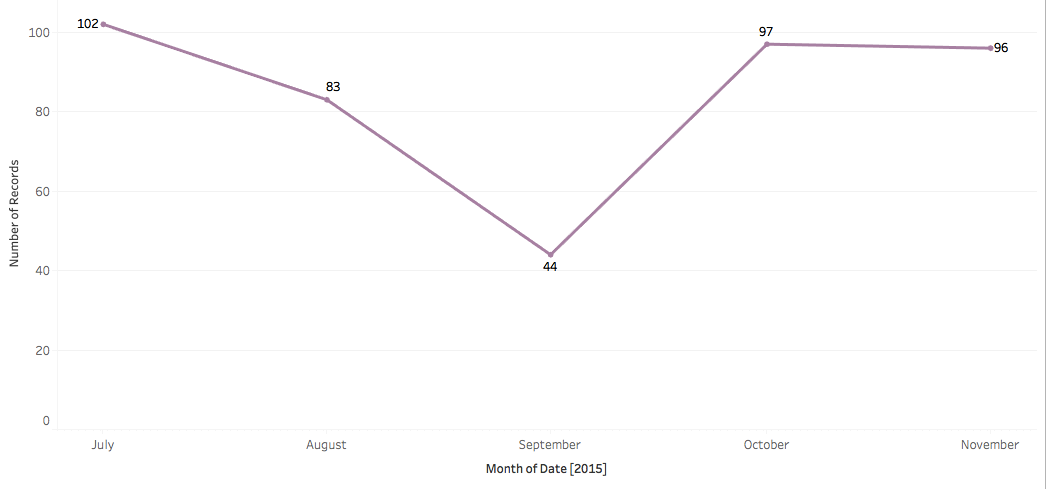 102
83
44
97
96
100
80
60
40
20
0
Number of Records
July
August
September
October
November
Month of Date [2015]